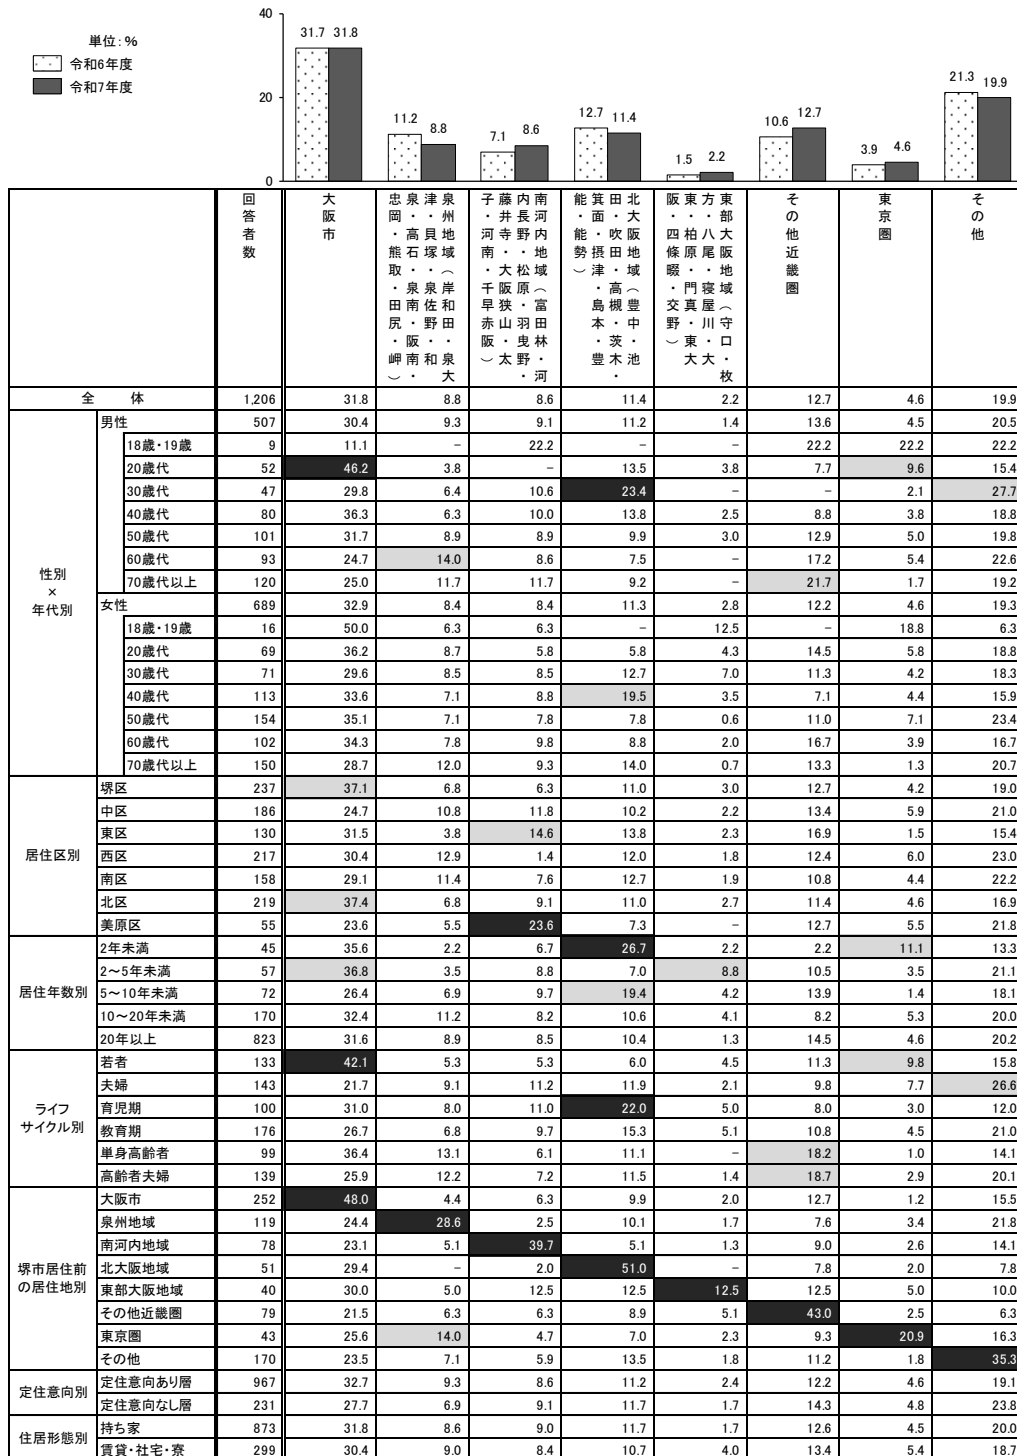 40
20
0
単位:%
令和6年度
令和7年度
31.7 31.8
11.2 8.8
7.1 8.6
12.7 11.4
1.5 2.2
10.6 12.7
3.9 4.6
21.3 19.9
回答者数
大阪市
泉州地域(岸和田・泉大
津・貝塚・泉佐野・和
泉・高石・泉南・阪南・
忠岡・熊取・田尻・岬)
南河内地域(富田林・河
内長野・松原・羽曳野・
藤井寺・大阪狭山・太
子・河南・千早赤阪)
北大阪地域(豊中・池
田・吹田・高槻・茨木・
箕面・摂津・島本・豊
能・能勢)
東部大阪地域(守口・枚
方・八尾・寝屋川・大
東・柏原・門真・東大
阪・四條畷・交野)
その他近畿圏
東京圏
その他
全 体 1,206 31.8 8.8 8.6 11.4 2.2 12.7 4.6 19.9
性別
×
年代別
男性 507 30.4 9.3 9.1 11.2 1.4 13.6 4.5 20.5
18歳・19歳 9 11.1 － 22.2 － － 22.2 22.2 22.2
20歳代 52 46.2 3.8 － 13.5 3.8 7.7 9.6 15.4
30歳代 47 29.8 6.4 10.6 23.4 － － 2.1 27.7
40歳代 80 36.3 6.3 10.0 13.8 2.5 8.8 3.8 18.8
50歳代 101 31.7 8.9 8.9 9.9 3.0 12.9 5.0 19.8
60歳代 93 24.7 14.0 8.6 7.5 － 17.2 5.4 22.6
70歳代以上 120 25.0 11.7 11.7 9.2 － 21.7 1.7 19.2
女性 689 32.9 8.4 8.4 11.3 2.8 12.2 4.6 19.3
18歳・19歳 16 50.0 6.3 6.3 － 12.5 － 18.8 6.3
20歳代 69 36.2 8.7 5.8 5.8 4.3 14.5 5.8 18.8
30歳代 71 29.6 8.5 8.5 12.7 7.0 11.3 4.2 18.3
40歳代 113 33.6 7.1 8.8 19.5 3.5 7.1 4.4 15.9
50歳代 154 35.1 7.1 7.8 7.8 0.6 11.0 7.1 23.4
60歳代 102 34.3 7.8 9.8 8.8 2.0 16.7 3.9 16.7
70歳代以上 150 28.7 12.0 9.3 14.0 0.7 13.3 1.3 20.7
居住区別
堺区 237 37.1 6.8 6.3 11.0 3.0 12.7 4.2 19.0
中区 186 24.7 10.8 11.8 10.2 2.2 13.4 5.9 21.0
東区 130 31.5 3.8 14.6 13.8 2.3 16.9 1.5 15.4
西区 217 30.4 12.9 1.4 12.0 1.8 12.4 6.0 23.0
南区 158 29.1 11.4 7.6 12.7 1.9 10.8 4.4 22.2
北区 219 37.4 6.8 9.1 11.0 2.7 11.4 4.6 16.9
美原区 55 23.6 5.5 23.6 7.3 － 12.7 5.5 21.8
居住年数別
2年未満 45 35.6 2.2 6.7 26.7 2.2 2.2 11.1 13.3
2～5年未満 57 36.8 3.5 8.8 7.0 8.8 10.5 3.5 21.1
5～10年未満 72 26.4 6.9 9.7 19.4 4.2 13.9 1.4 18.1
10～20年未満 170 32.4 11.2 8.2 10.6 4.1 8.2 5.3 20.0
20年以上 823 31.6 8.9 8.5 10.4 1.3 14.5 4.6 20.2
ライフ
サイクル別
若者 133 42.1 5.3 5.3 6.0 4.5 11.3 9.8 15.8
夫婦 143 21.7 9.1 11.2 11.9 2.1 9.8 7.7 26.6
育児期 100 31.0 8.0 11.0 22.0 5.0 8.0 3.0 12.0
教育期 176 26.7 6.8 9.7 15.3 5.1 10.8 4.5 21.0
単身高齢者 99 36.4 13.1 6.1 11.1 － 18.2 1.0 14.1
高齢者夫婦 139 25.9 12.2 7.2 11.5 1.4 18.7 2.9 20.1
堺市居住前
の居住地別
大阪市 252 48.0 4.4 6.3 9.9 2.0 12.7 1.2 15.5
泉州地域 119 24.4 28.6 2.5 10.1 1.7 7.6 3.4 21.8
南河内地域 78 23.1 5.1 39.7 5.1 1.3 9.0 2.6 14.1
北大阪地域 51 29.4 － 2.0 51.0 － 7.8 2.0 7.8
東部大阪地域 40 30.0 5.0 12.5 12.5 12.5 12.5 5.0 10.0
その他近畿圏 79 21.5 6.3 6.3 8.9 5.1 43.0 2.5 6.3
東京圏 43 25.6 14.0 4.7 7.0 2.3 9.3 20.9 16.3
その他 170 23.5 7.1 5.9 13.5 1.8 11.2 1.8 35.3
定住意向別
定住意向あり層 967 32.7 9.3 8.6 11.2 2.4 12.2 4.6 19.1
定住意向なし層 231 27.7 6.9 9.1 11.7 1.7 14.3 4.8 23.8
住居形態別
持ち家 873 31.8 8.6 9.0 11.7 1.7 12.6 4.5 20.0
賃貸・社宅・寮 299 30.4 9.0 8.4 10.7 4.0 13.4 5.4 18.7